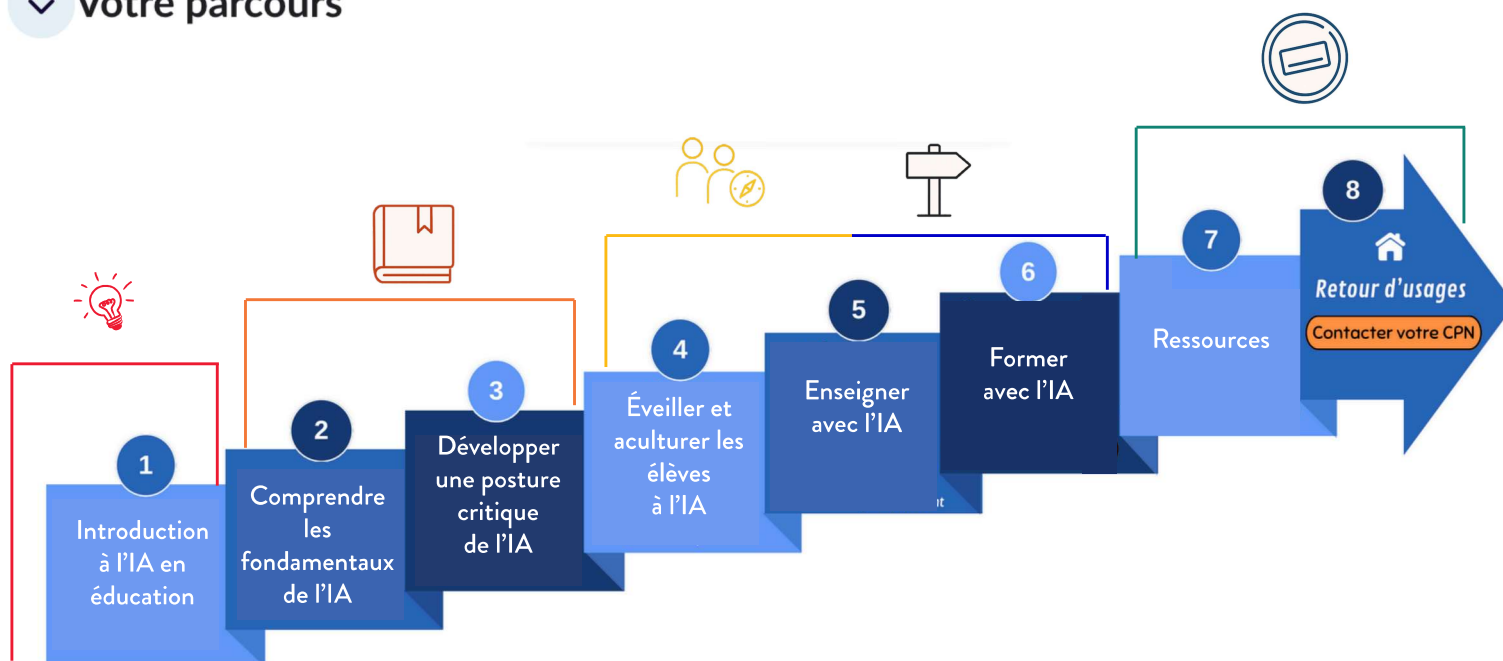 Votre parcours
1
Introduction
à l'IA en
éducation
2
Comprendre
les
fondamentaux
de l'IA
3
Développer
une posture
critique
de l'IA
4
Éveiller et
aculturer les
élèves
à l'IA
5
Enseigner
avec l'IA
6
Former
avec l'IA
7
Ressources
8
Retour d'usages
Contacter votre CPN